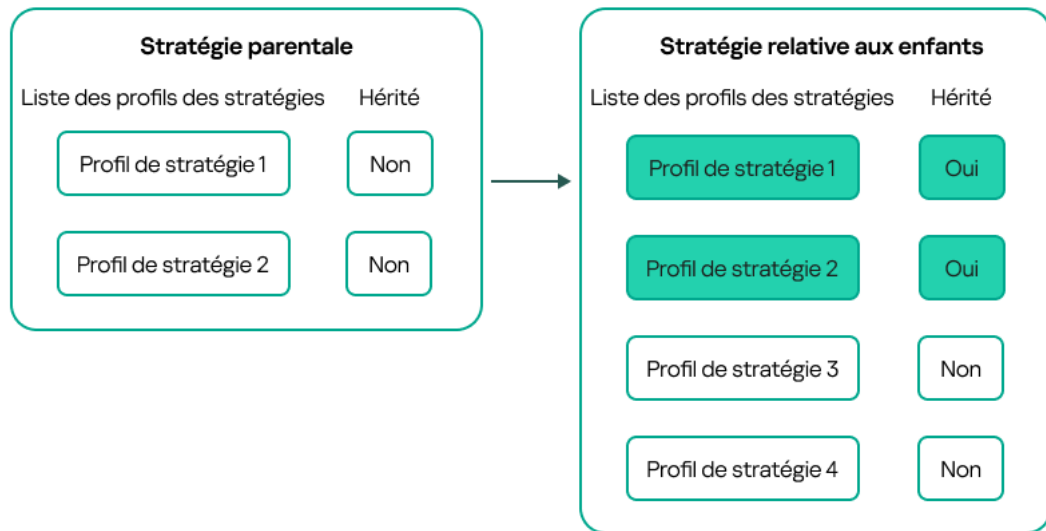 Stratégie parentale
Liste des profils des stratégies Hérité
Profil de stratégie 1 Non
Profil de stratégie 2 Non
Stratégie relative aux enfants
Liste des profils des stratégies Hérité
Profil de stratégie 1 Oui
Profil de stratégie 2 Oui
Profil de stratégie 3 Non
Profil de stratégie 4 Non